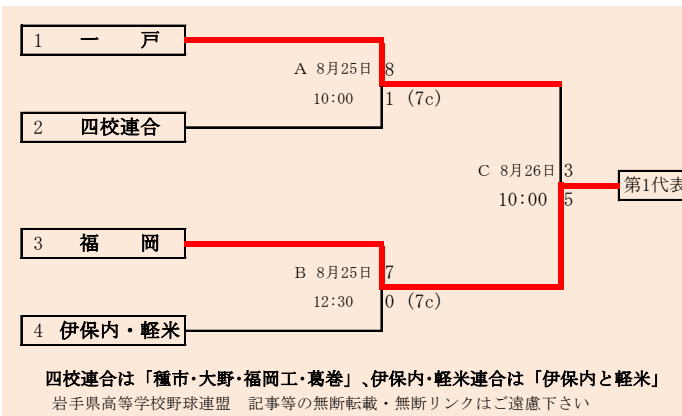 1 一 戸
A 8月25日 8
10:00 1 (7c)
2 四校連合
C 8月26日 3
10:00 5
第1代表
3 福 岡
B 8月25日 7
12:30 0 (7c)
4 伊保内・軽米
四校連合は「種市・大野・福岡工・葛巻」、伊保内・軽米連合は「伊保内と軽米」
岩手県高等学校野球連盟 記事等の無断転載・無断リンクはご遠慮下さい